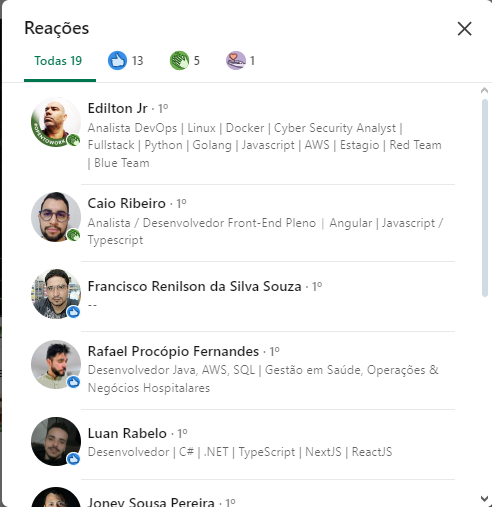 Reações
Todas 19
13
5
1
Edilton Jr · 1º
Analista DevOps | Linux | Docker | Cyber Security Analyst |
Fullstack | Python | Golang | Javascript | AWS | Estagio | Red Team
| Blue Team
#OPENTOWORK
Caio Ribeiro · 1º
Analista / Desenvolvedor Front-End Pleno | Angular | Javascript /
Typescript
Francisco Renilson da Silva Souza · 1º
--
Rafael Procópio Fernandes · 1º
Desenvolvedor Java, AWS, SQL | Gestão em Saúde, Operações &
Negócios Hospitalares
Luan Rabelo · 1º
Desenvolvedor | C# | .NET | TypeScript | NextJS | ReactJS
Joney Sousa Pereira · 1º